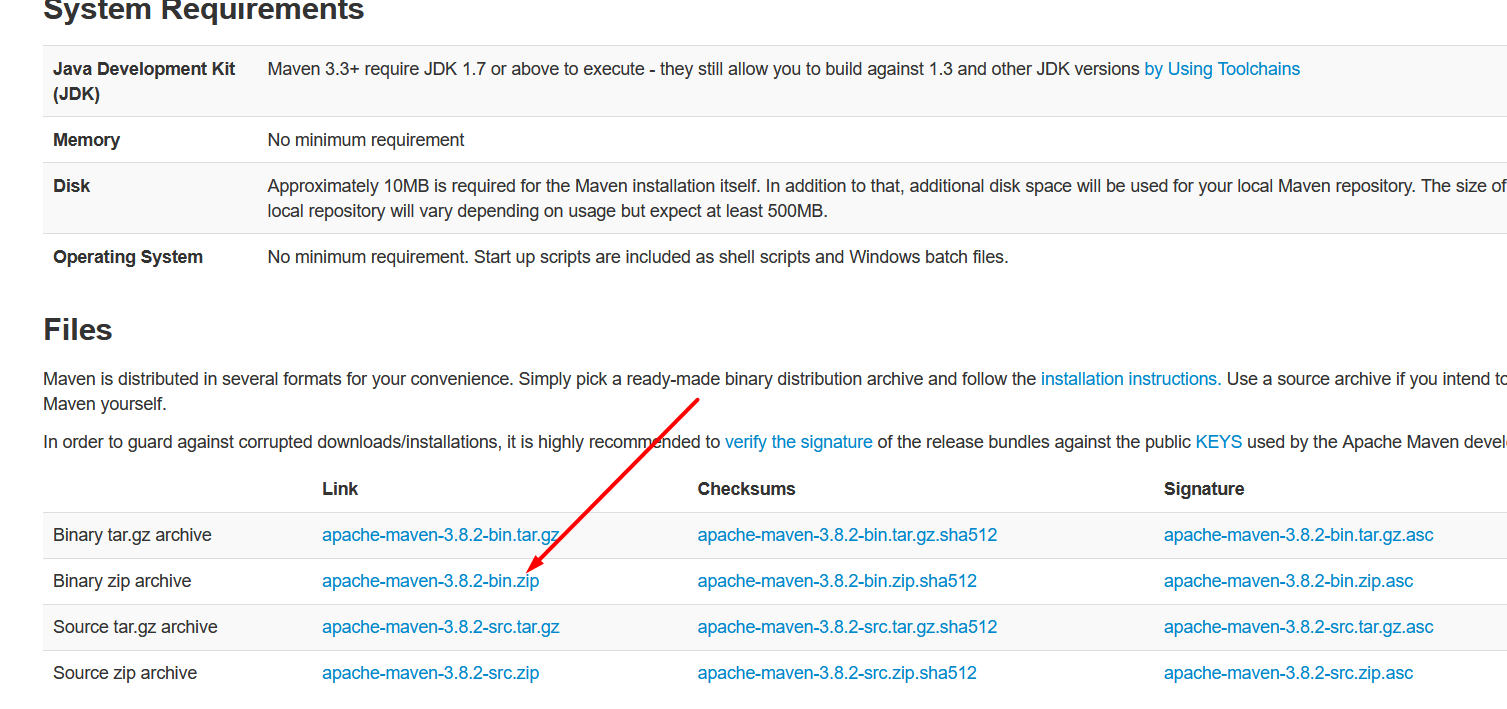 System Requirements
Java Development Kit Maven 3.3+ require JDK 1.7 or above to execute - they still allow you to build against 1.3 and other JDK versions by Using Toolchains
(JDK)
Memory No minimum requirement
Disk Approximately 10MB is required for the Maven installation itself. In addition to that, additional disk space will be used for your local Maven repository. The size of
local repository will vary depending on usage but expect at least 500MB.
Operating System No minimum requirement. Start up scripts are included as shell scripts and Windows batch files.
Files
Maven is distributed in several formats for your convenience. Simply pick a ready-made binary distribution archive and follow the installation instructions. Use a source archive if you intend to
Maven yourself.
In order to guard against corrupted downloads/installations, it is highly recommended to verify the signature of the release bundles against the public KEYS used by the Apache Maven devel
Link Checksums Signature
Binary tar.gz archive apache-maven-3.8.2-bin.tar.gz apache-maven-3.8.2-bin.tar.gz.sha512 apache-maven-3.8.2-bin.tar.gz.asc
Binary zip archive apache-maven-3.8.2-bin.zip apache-maven-3.8.2-bin.zip.sha512 apache-maven-3.8.2-bin.zip.asc
Source tar.gz archive apache-maven-3.8.2-src.tar.gz apache-maven-3.8.2-src.tar.gz.sha512 apache-maven-3.8.2-src.tar.gz.asc
Source zip archive apache-maven-3.8.2-src.zip apache-maven-3.8.2-src.zip.sha512 apache-maven-3.8.2-src.zip.asc